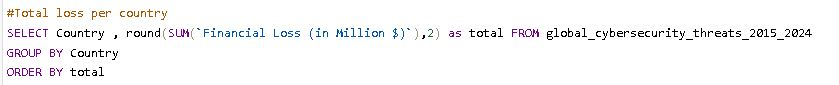 #Total loss per country
SELECT Country , round(SUM(`Financial Loss (in Million $)`),2) as total FROM global_cybersecurity_threats_2015_2024
GROUP BY Country
ORDER BY total